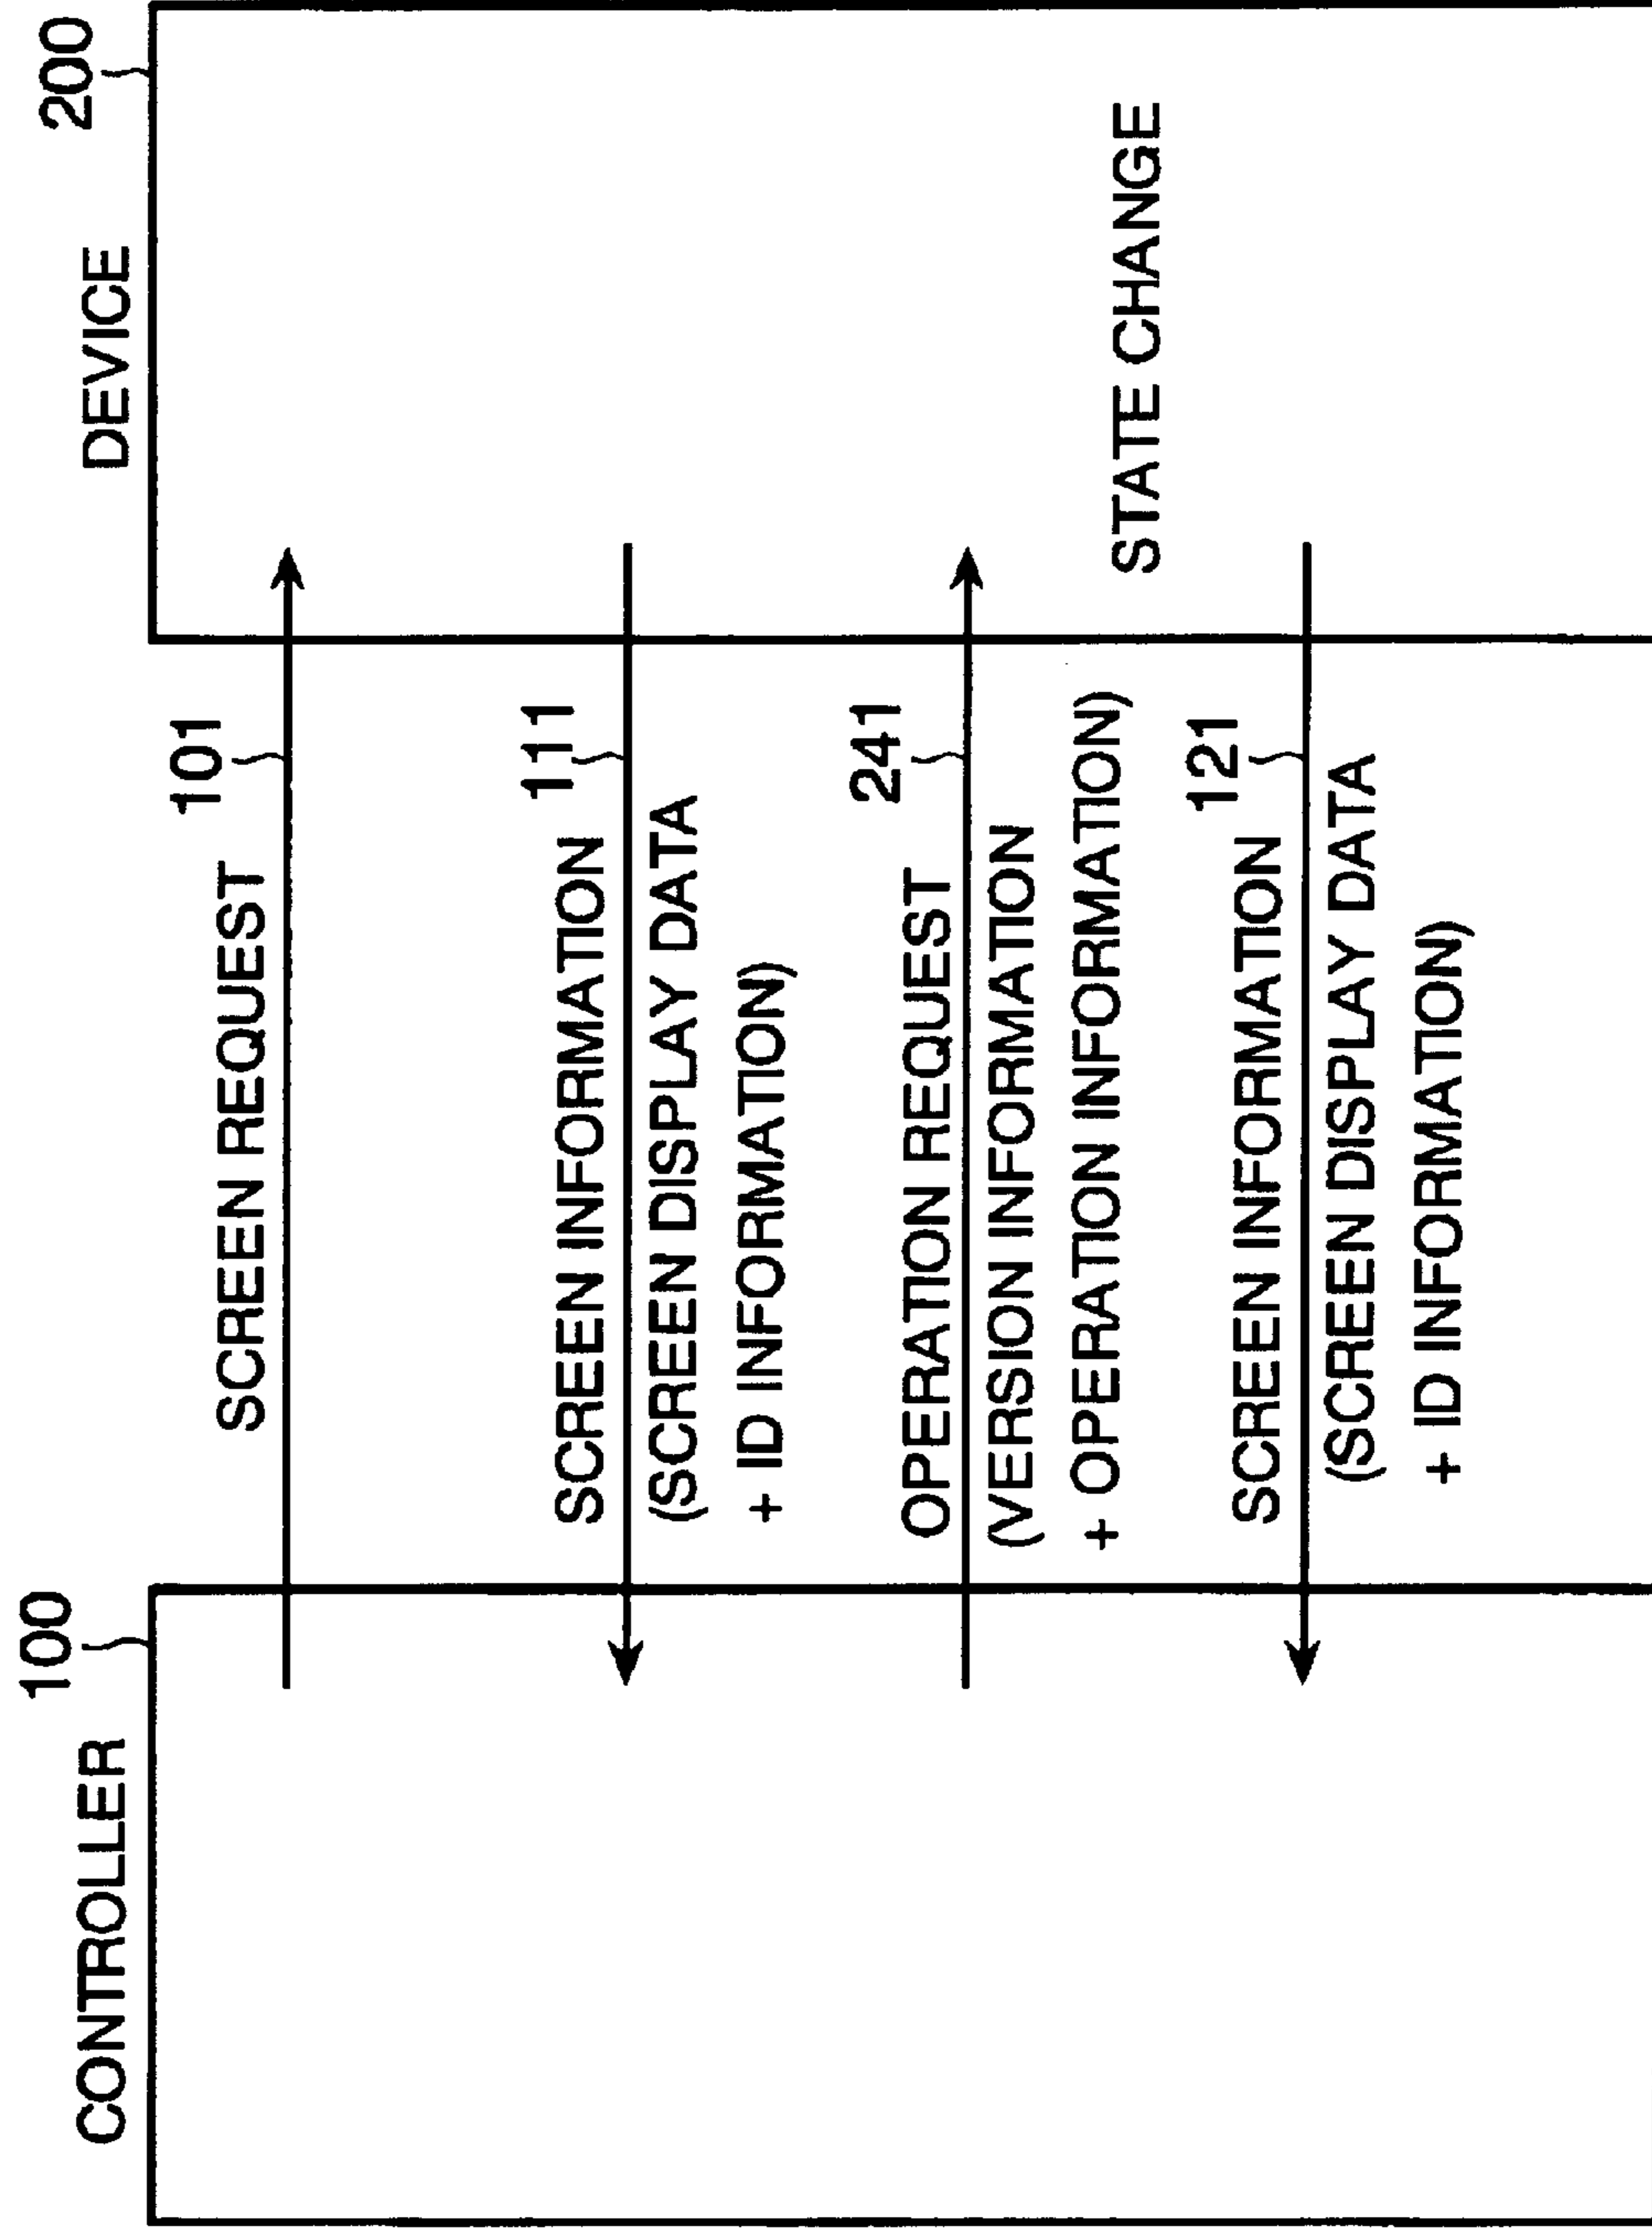 100
CONTROLLER
200
DEVICE
101
SCREEN REQUEST
111
SCREEN INFORMATION
(SCREEN DISPLAY DATA
+ ID INFORMATION)
241
OPERATION REQUEST
(VERSION INFORMATION
+ OPERATION INFORMATION)
STATE CHANGE
121
SCREEN INFORMATION
(SCREEN DISPLAY DATA
+ ID INFORMATION)